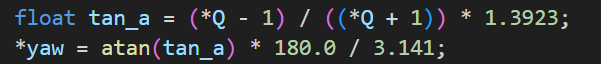 float tan_a = (*Q - 1) / ((*Q + 1)) * 1.3923;
*yaw = atan(tan_a) * 180.0 / 3.141;